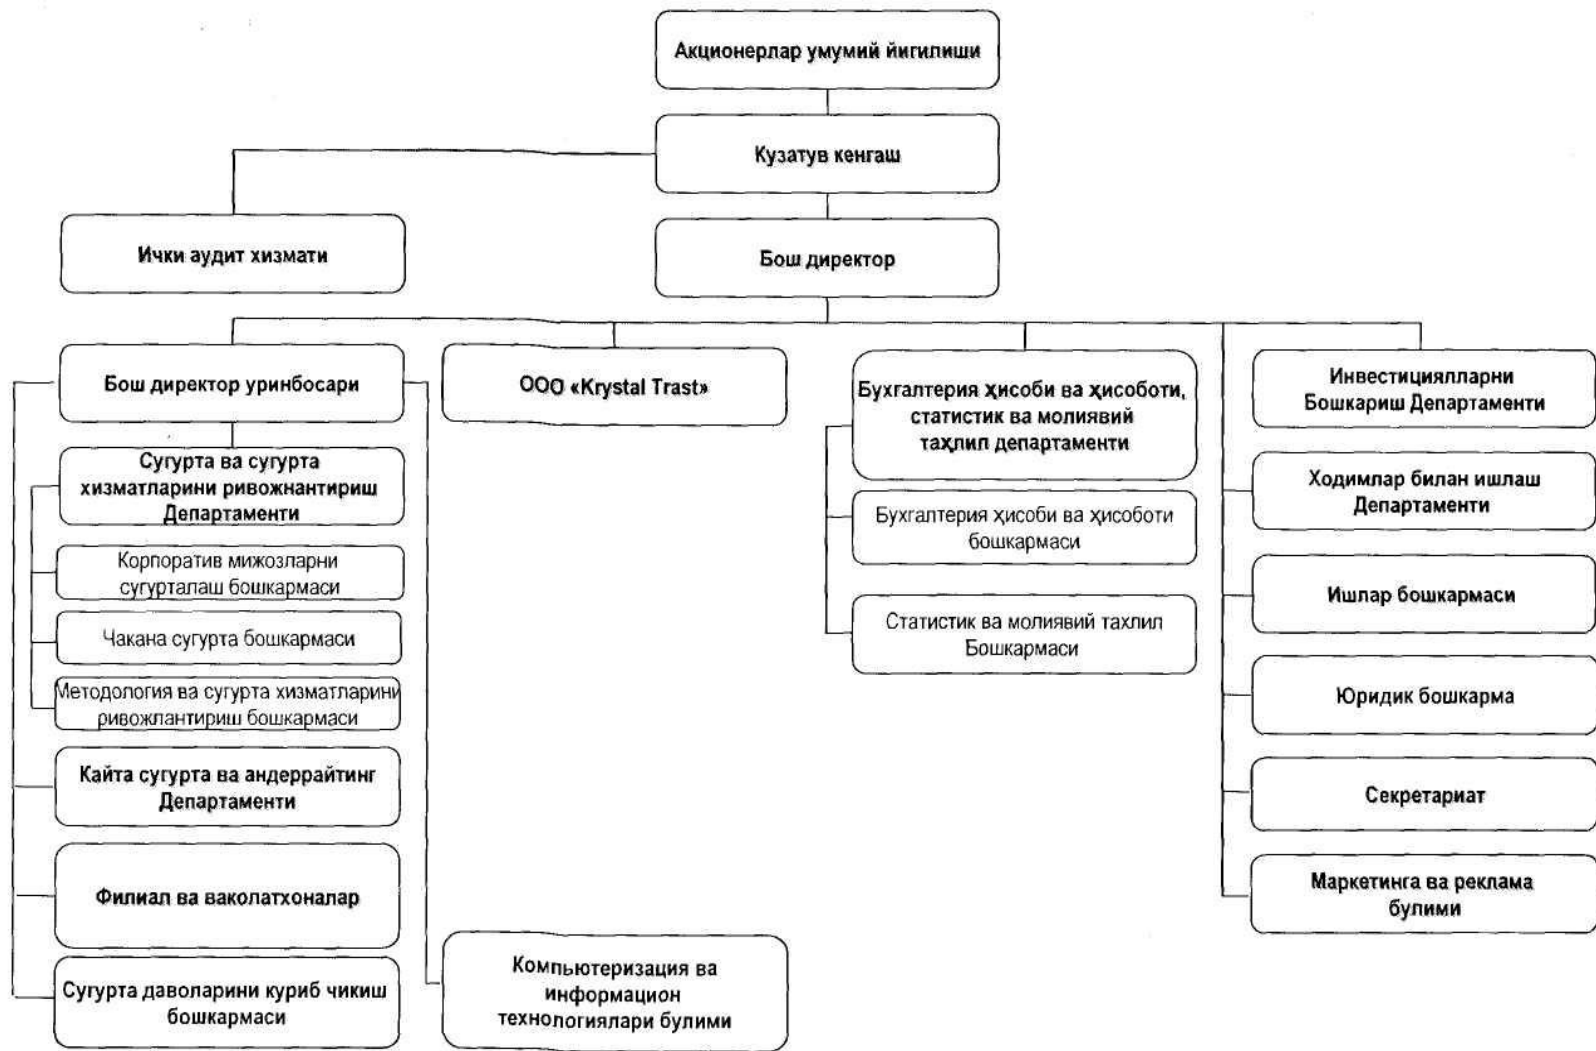 Акционерлар умумий йигилиши
Кузатув кенгаш
Ички аудит хизмати
Бош директор
Бош директор уринбосари
ООО «Krystal Trast»
Бухгалтерия ҳисоби ва ҳисоботи,
статистик ва молиявий
таҳлил департаменти
Инвестициялларни
Бошкариш Департаменти
Сугурта ва сугурта
хизматларини ривожнантириш
Департаменти
Корпоратив мижозларни
сугурталаш бошкармаси
Чакана сугурта бошкармаси
Методология ва сугурта хизматларини
ривожлантириш бошкармаси
Кайта сугурта ва андеррайтинг
Департаменти
Филиал ва ваколатхоналар
Сугурта даволарини куриб чикиш
бошкармаси
Компьютеризация ва
информацион
технологиялари булими
Бухгалтерия ҳисоби ва ҳисоботи
бошкармаси
Статистик ва молиявий тахлил
Бошкармаси
Ходимлар билан ишлаш
Департаменти
Ишлар бошкармаси
Юридик бошкарма
Секретариат
Маркетинга ва реклама
булими